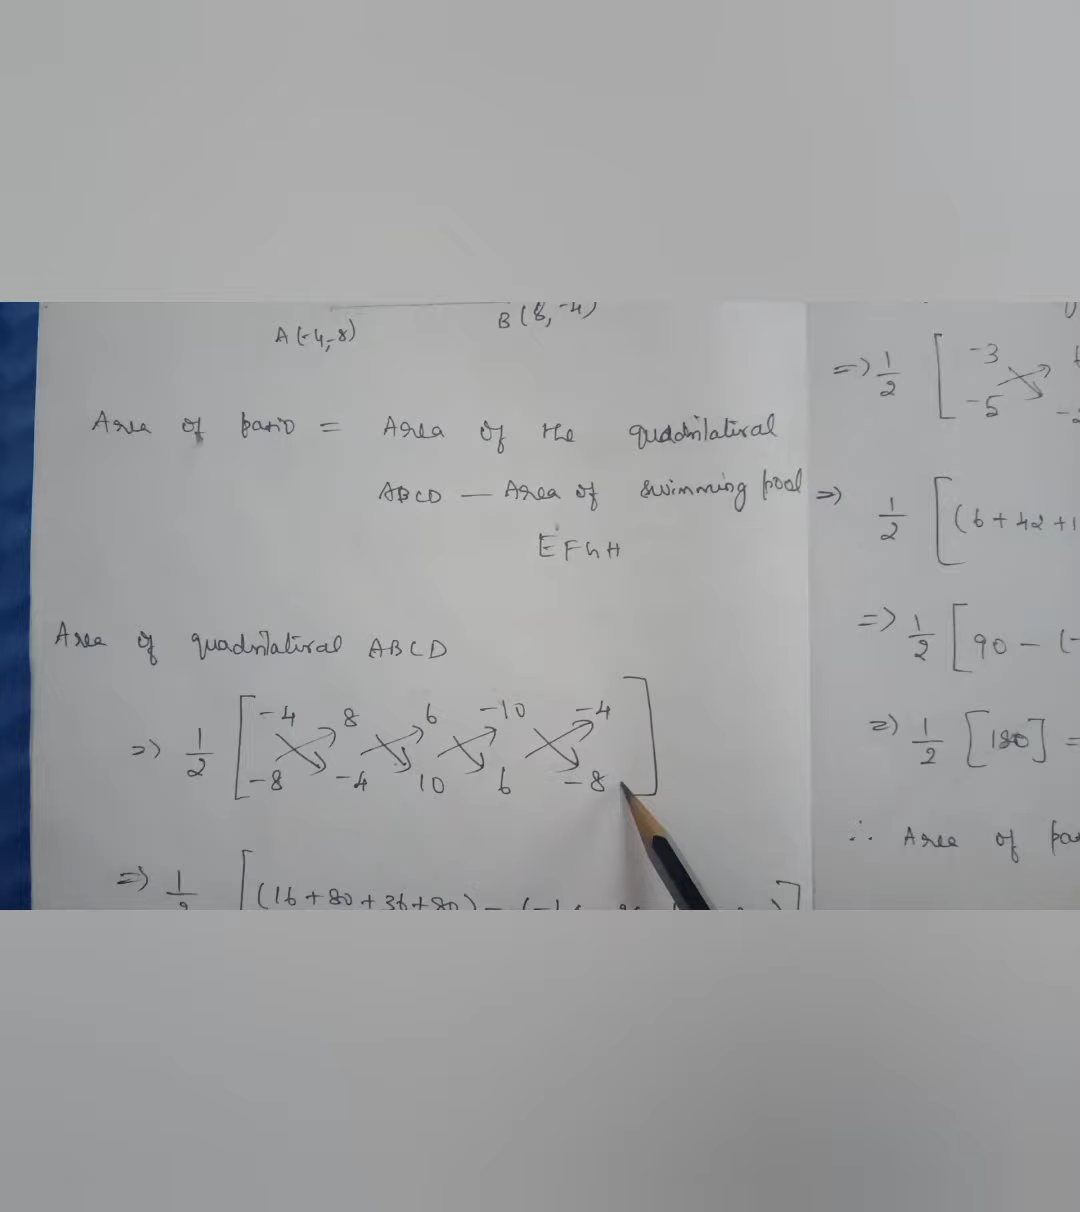 A(-4,-8)
B(8,-4)
Area of patio = Area of the quadrilateral
ABCD — Area of swimming pool
EFGH
Area of quadrilateral ABCD
=> 1/2 [ -4 8 6 -10 -4 ]
-8 -4 10 6 -8
=> 1 [(16+80+36+80) -
=> 1/2 [ -3
-5
=> 1/2 [(6+42+1
=> 1/2 [90 - (-
=> 1/2 [180] =
∴ Area of pa